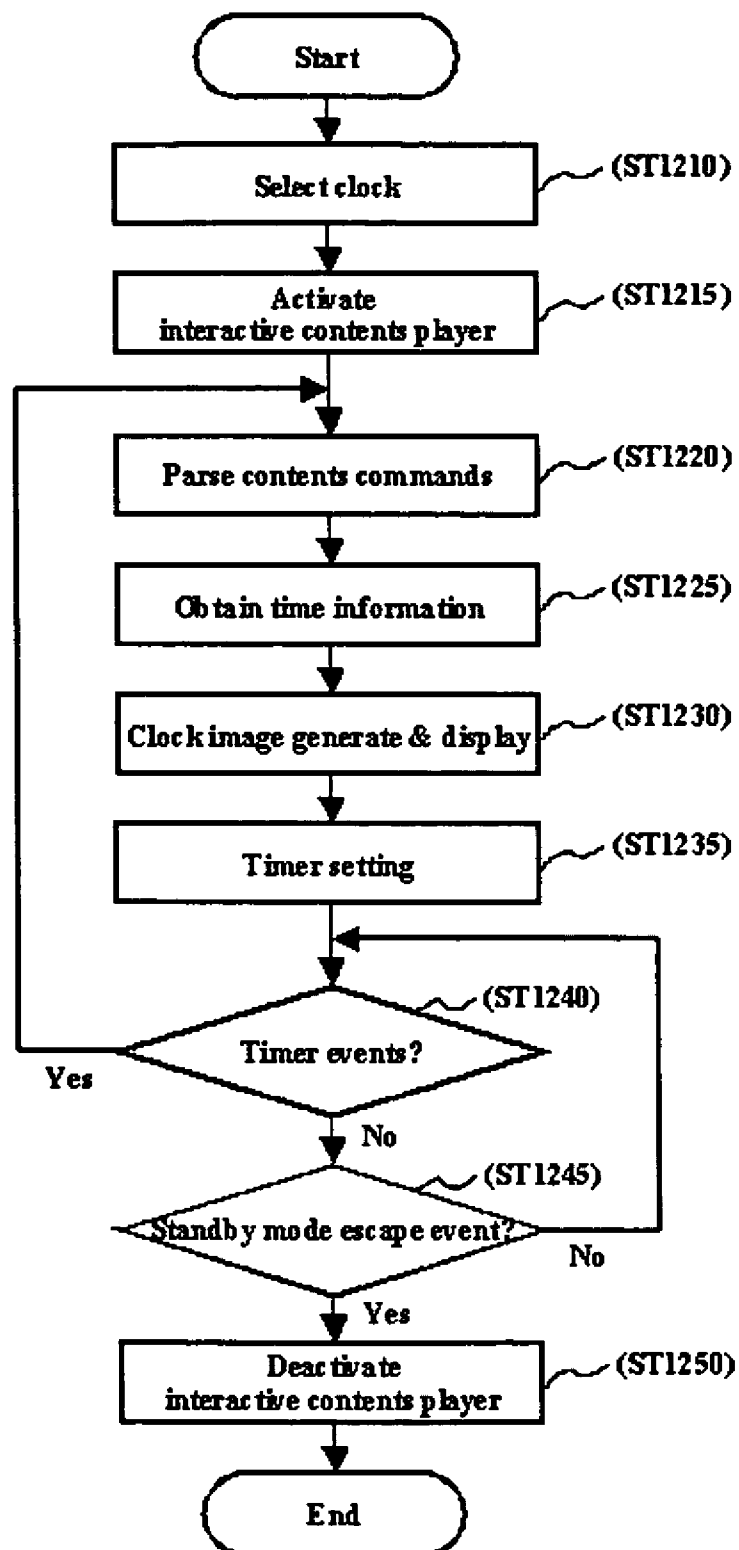 Start
Select clock
(ST1210)
Activate
interactive contents player
(ST1215)
Parse contents commands
(ST1220)
Obtain time information
(ST1225)
Clock image generate & display
(ST1230)
Timer setting
(ST1235)
Timer events?
(ST1240)
Yes
No
Standby mode escape event?
(ST1245)
No
Yes
Deactivate
interactive contents player
(ST1250)
End